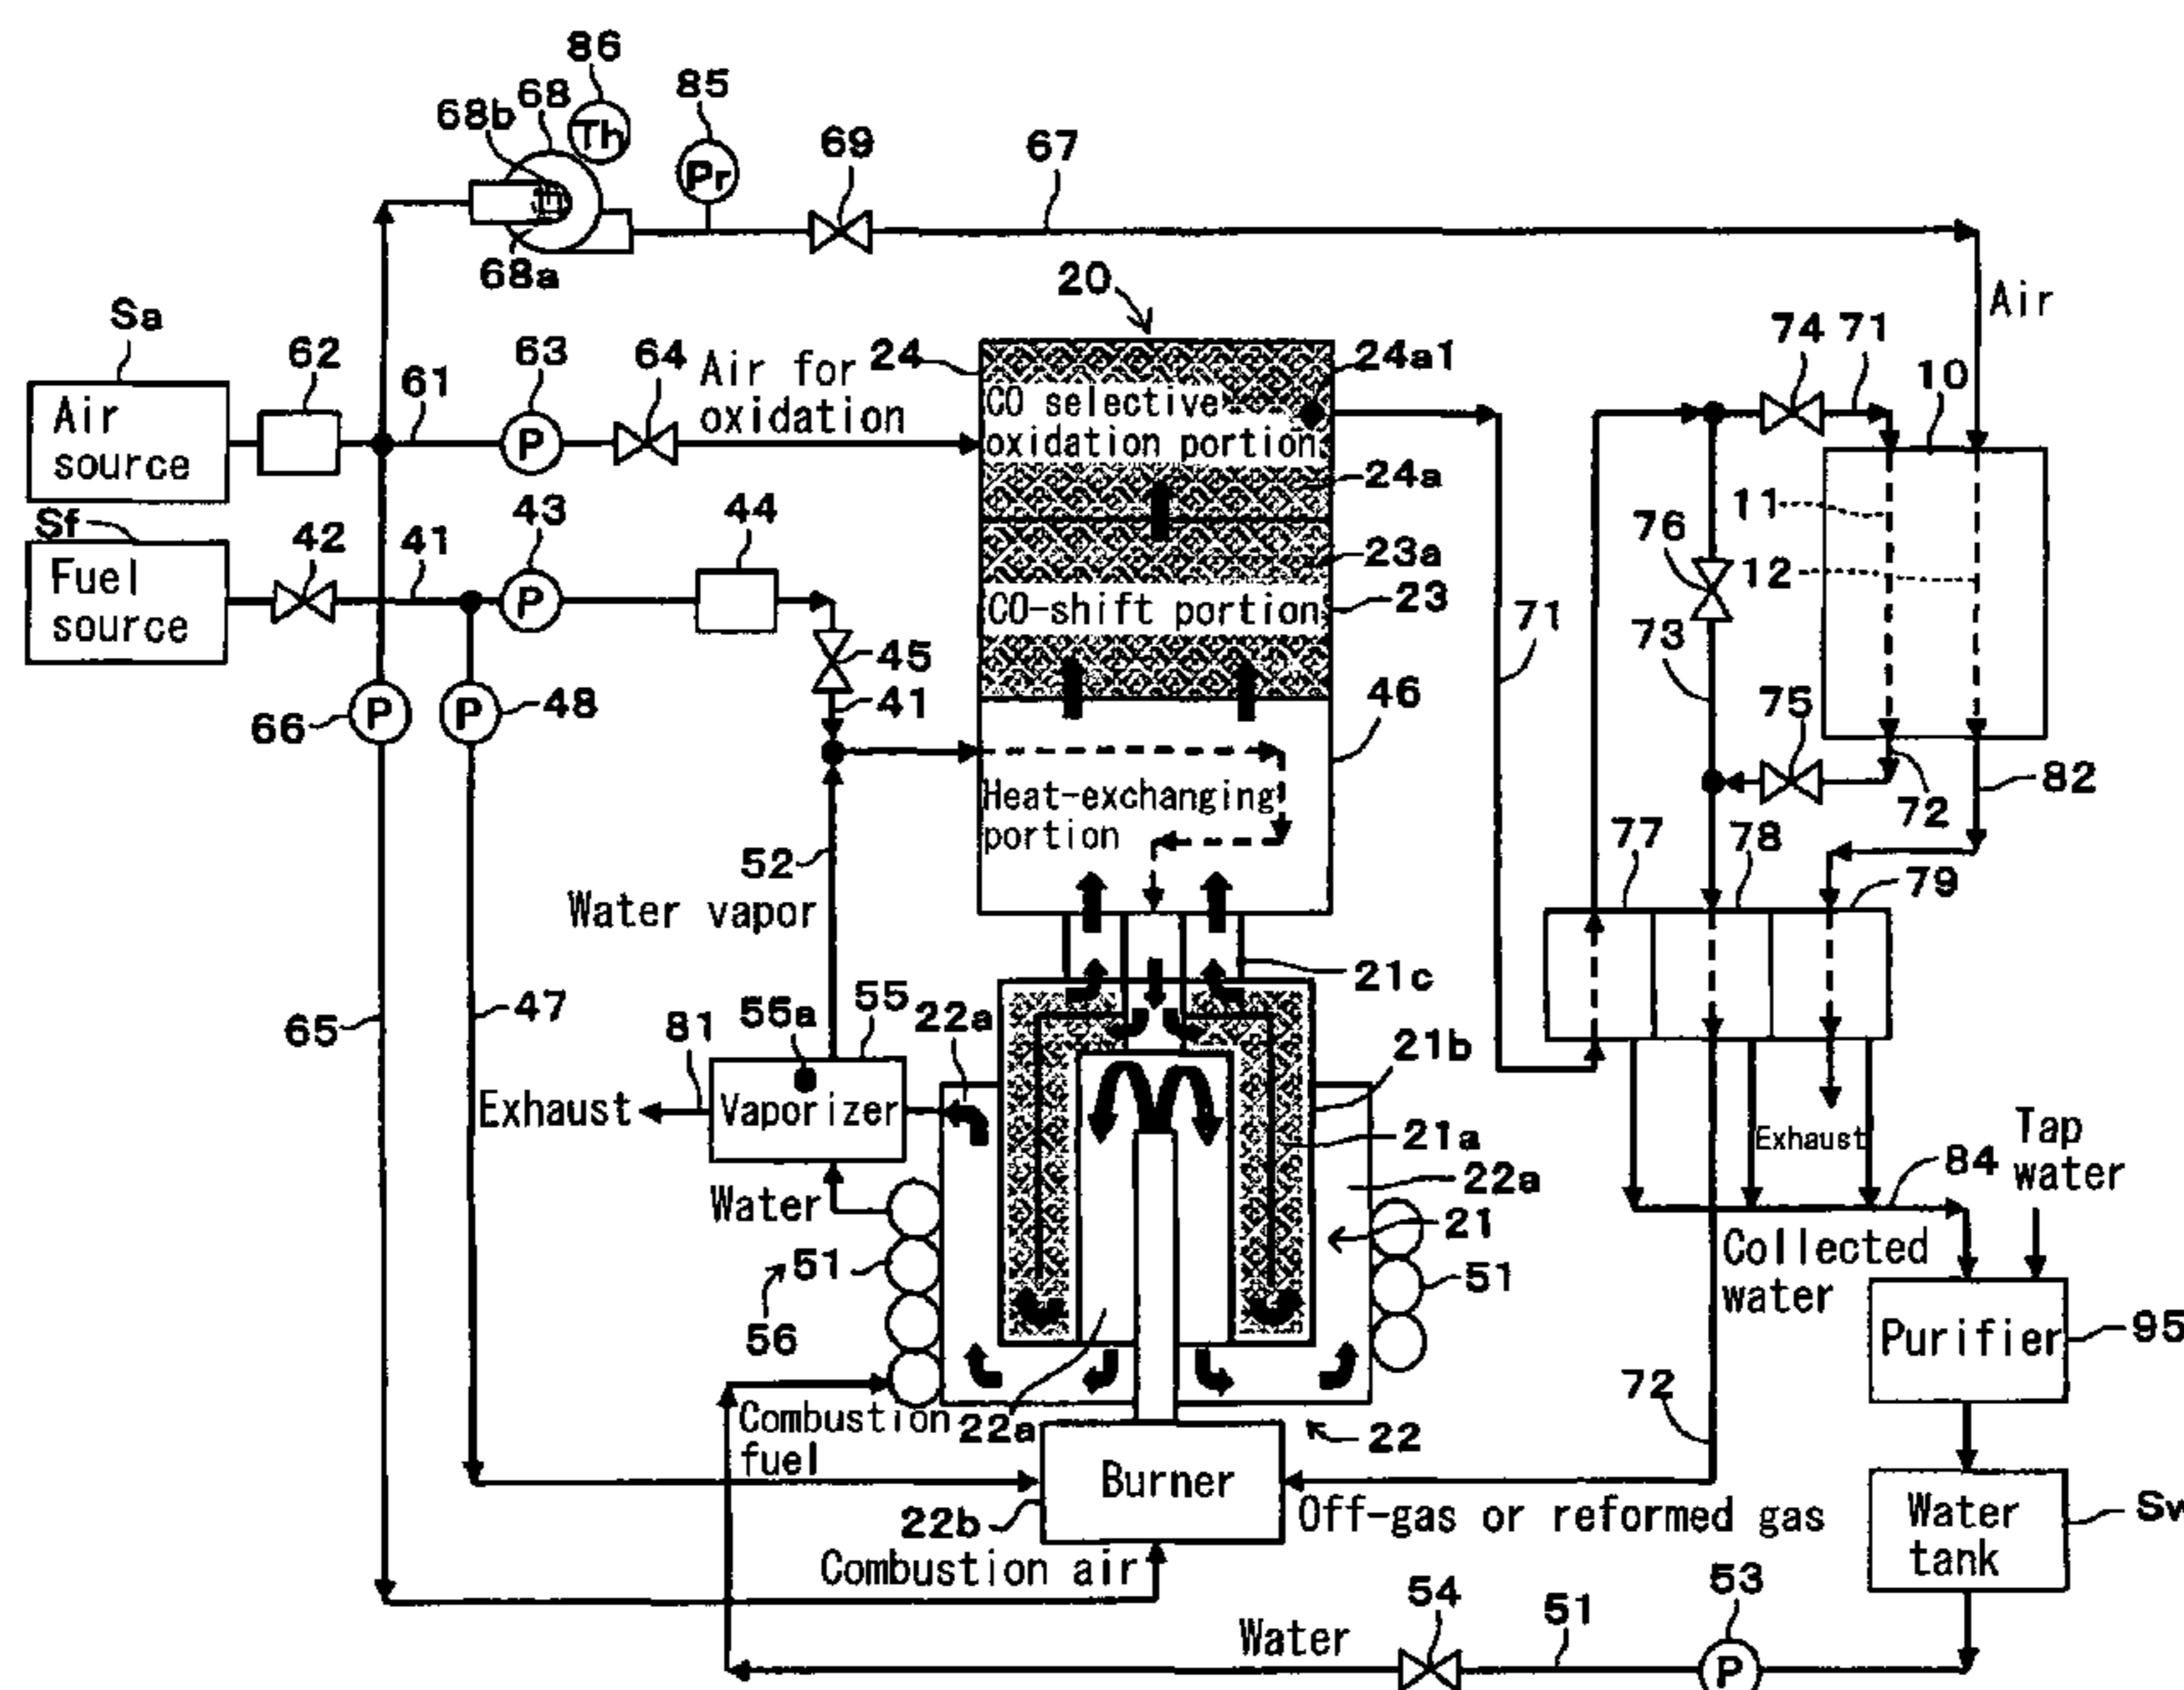 86
68
85
68b
Th
69
67
Pr
68a
20
Air
Sa
62
63
64
Air for
oxidation
24
24a1
74
71
10
61
Air
source
P
CO selective
oxidation portion
24a
11
Sf
42
41
43
44
76
23a
12
Fuel
source
P
CO-shift portion
23
71
73
45
41
46
75
66
P
P
48
Heat-exchanging
portion
72
82
77
78
52
79
Water vapor
21c
65
47
81
55a
55
22a
21b
Exhaust
Vaporizer
21a
Exhaust
84
Tap
water
22a
Water
21
Collected
water
51
51
56
Purifier
95
72
Combustion
fuel
22a
22
Burner
Water
tank
Sw
22b
Off-gas or reformed gas
Combustion air
54
51
53
Water
P